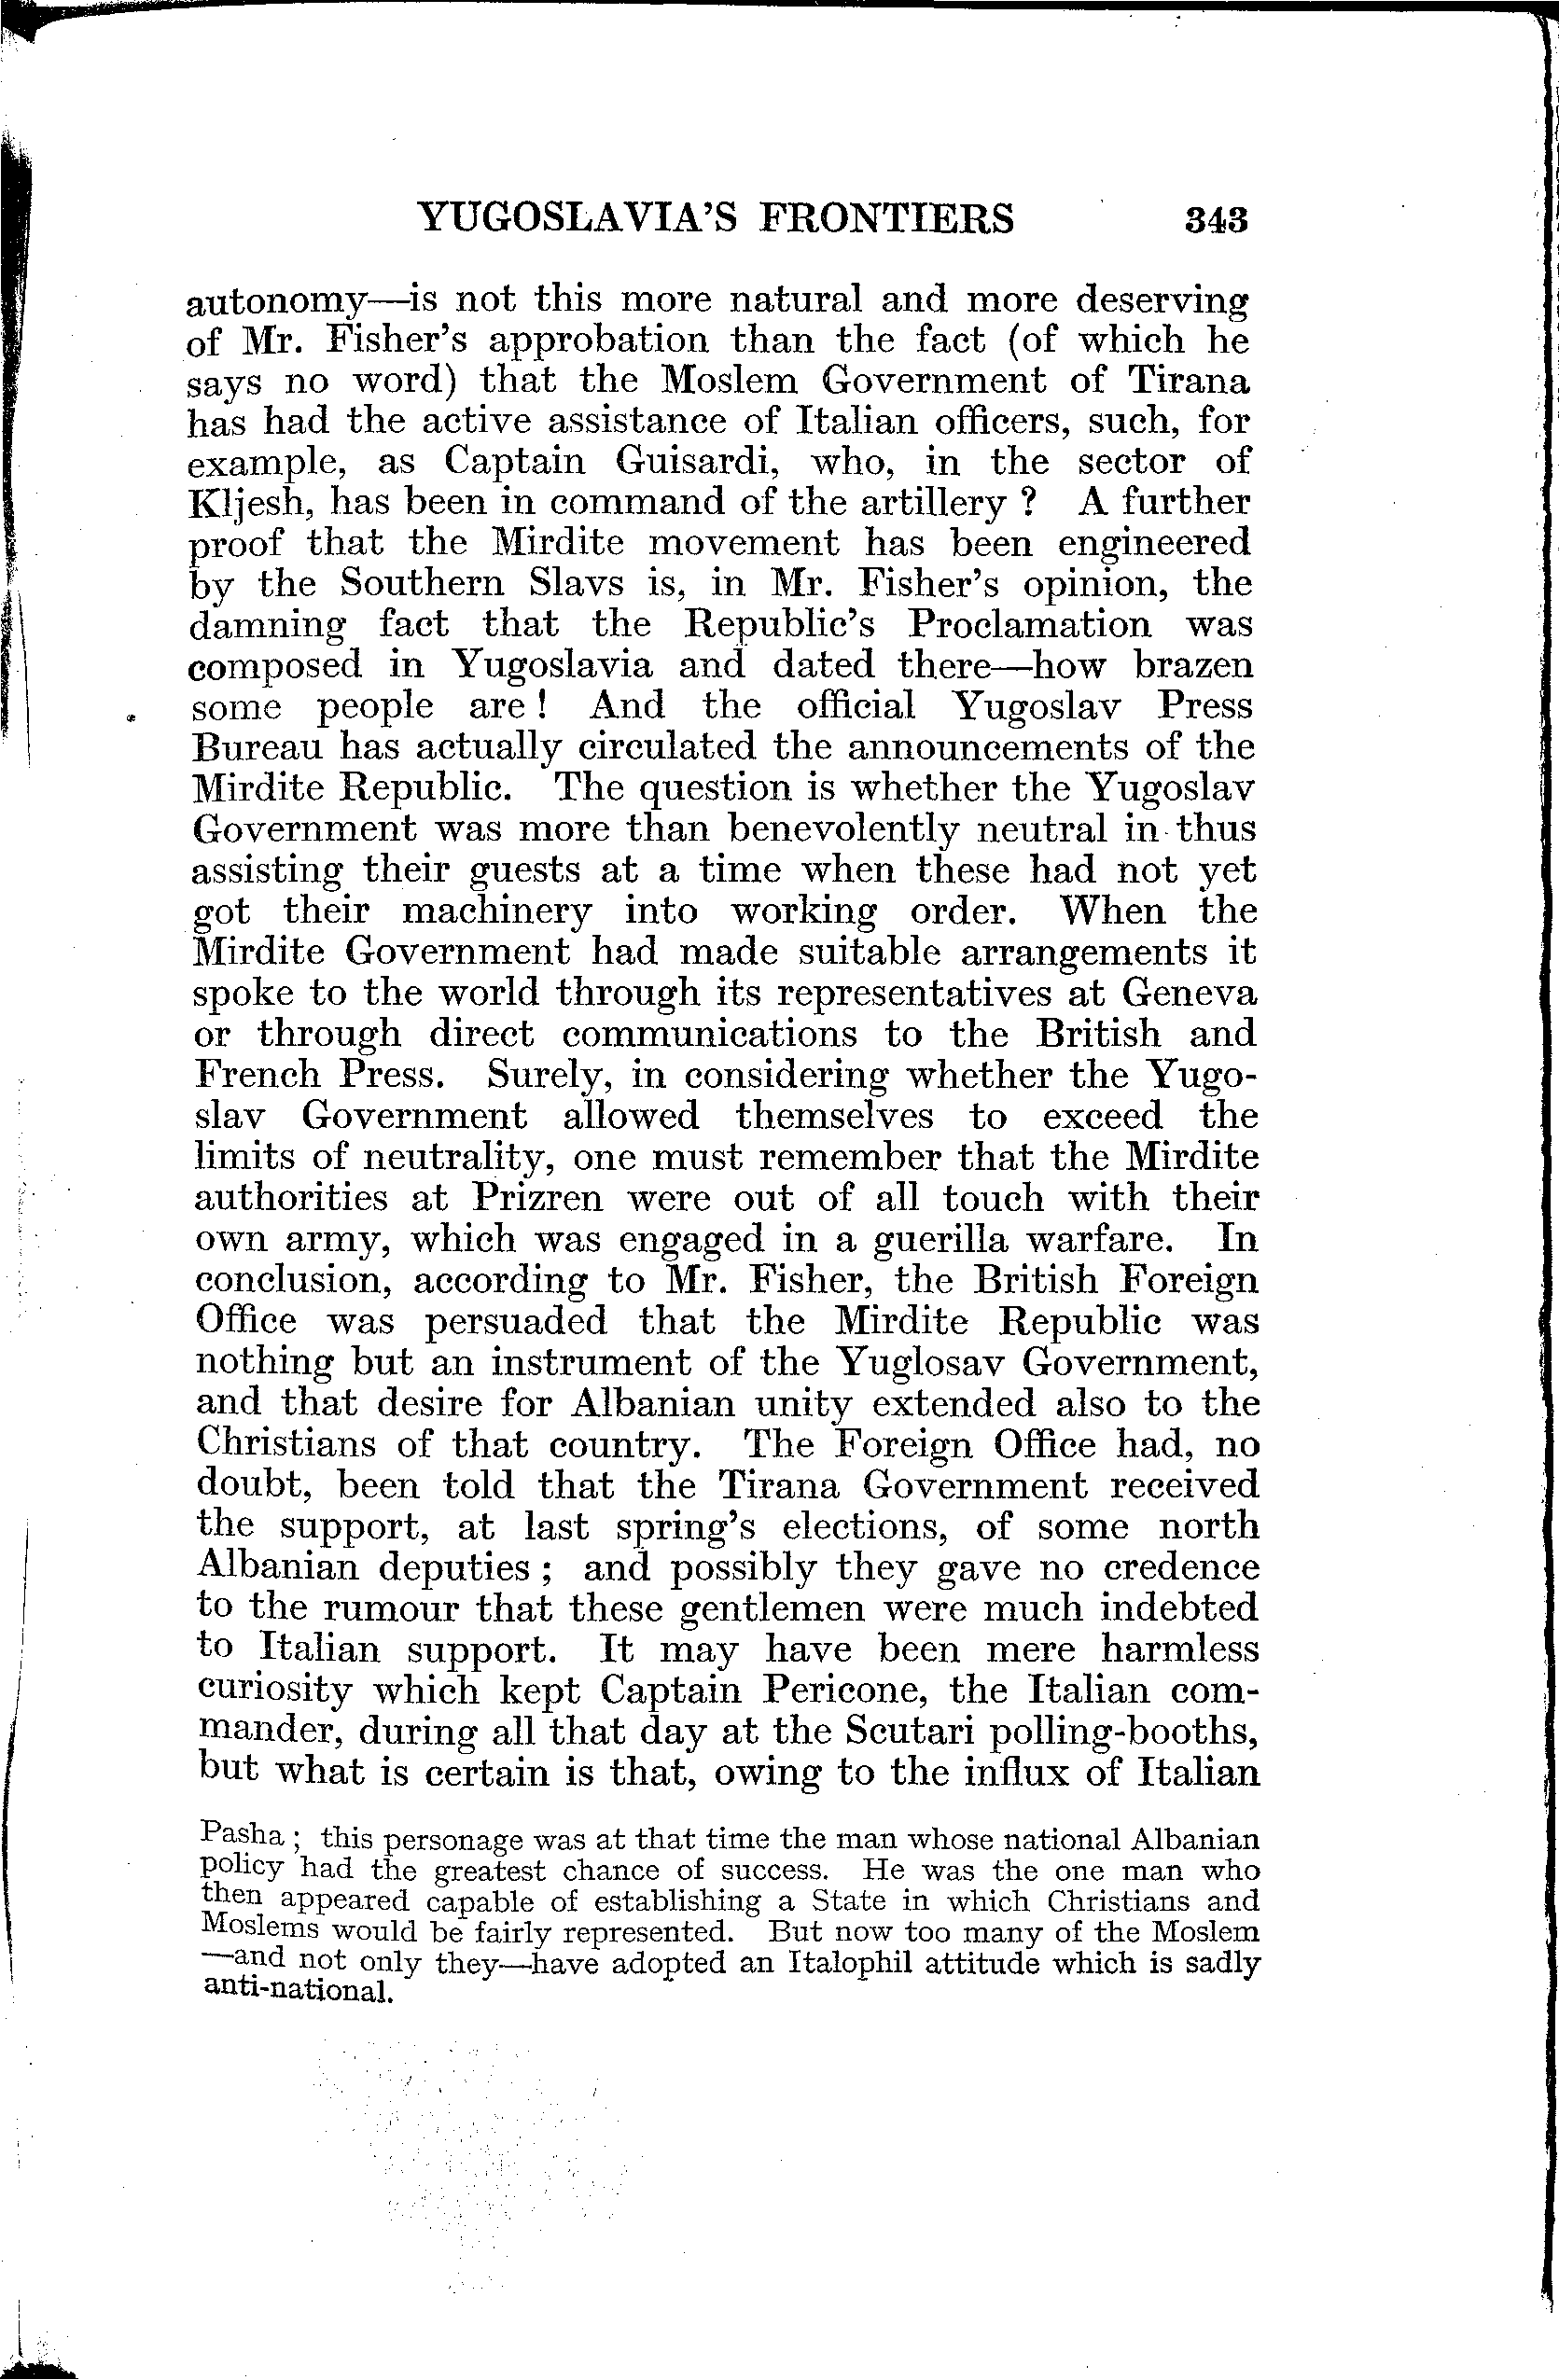 YUGOSLAVIA'S FRONTIERS 343
autonomy—is not this more natural and more deserving
of Mr. Fisher's approbation than the fact (of which he
says no word) that the Moslem Government of Tirana
has had the active assistance of Italian officers, such, for
example, as Captain Guisardi, who, in the sector of
Kljesh, has been in command of the artillery ? A further
proof that the Mirdite movement has been engineered
by the Southern Slavs is, in Mr. Fisher's opinion, the
damning fact that the Republic's Proclamation was
composed in Yugoslavia and dated there—how brazen
some people are ! And the official Yugoslav Press
Bureau has actually circulated the announcements of the
Mirdite Republic. The question is whether the Yugoslav
Government was more than benevolently neutral in thus
assisting their guests at a time when these had not yet
got their machinery into working order. When the
Mirdite Government had made suitable arrangements it
spoke to the world through its representatives at Geneva
or through direct communications to the British and
French Press. Surely, in considering whether the Yugo-
slav Government allowed themselves to exceed the
limits of neutrality, one must remember that the Mirdite
authorities at Prizren were out of all touch with their
own army, which was engaged in a guerilla warfare. In
conclusion, according to Mr. Fisher, the British Foreign
Office was persuaded that the Mirdite Republic was
nothing but an instrument of the Yuglosav Government,
and that desire for Albanian unity extended also to the
Christians of that country. The Foreign Office had, no
doubt, been told that the Tirana Government received
the support, at last spring's elections, of some north
Albanian deputies ; and possibly they gave no credence
to the rumour that these gentlemen were much indebted
to Italian support. It may have been mere harmless
curiosity which kept Captain Pericone, the Italian com-
mander, during all that day at the Scutari polling-booths,
but what is certain is that, owing to the influx of Italian
Pasha ; this personage was at that time the man whose national Albanian
policy had the greatest chance of success. He was the one man who
then appeared capable of establishing a State in which Christians and
Moslems would be fairly represented. But now too many of the Moslem
—and not only they—have adopted an Italophil attitude which is sadly
anti-national.